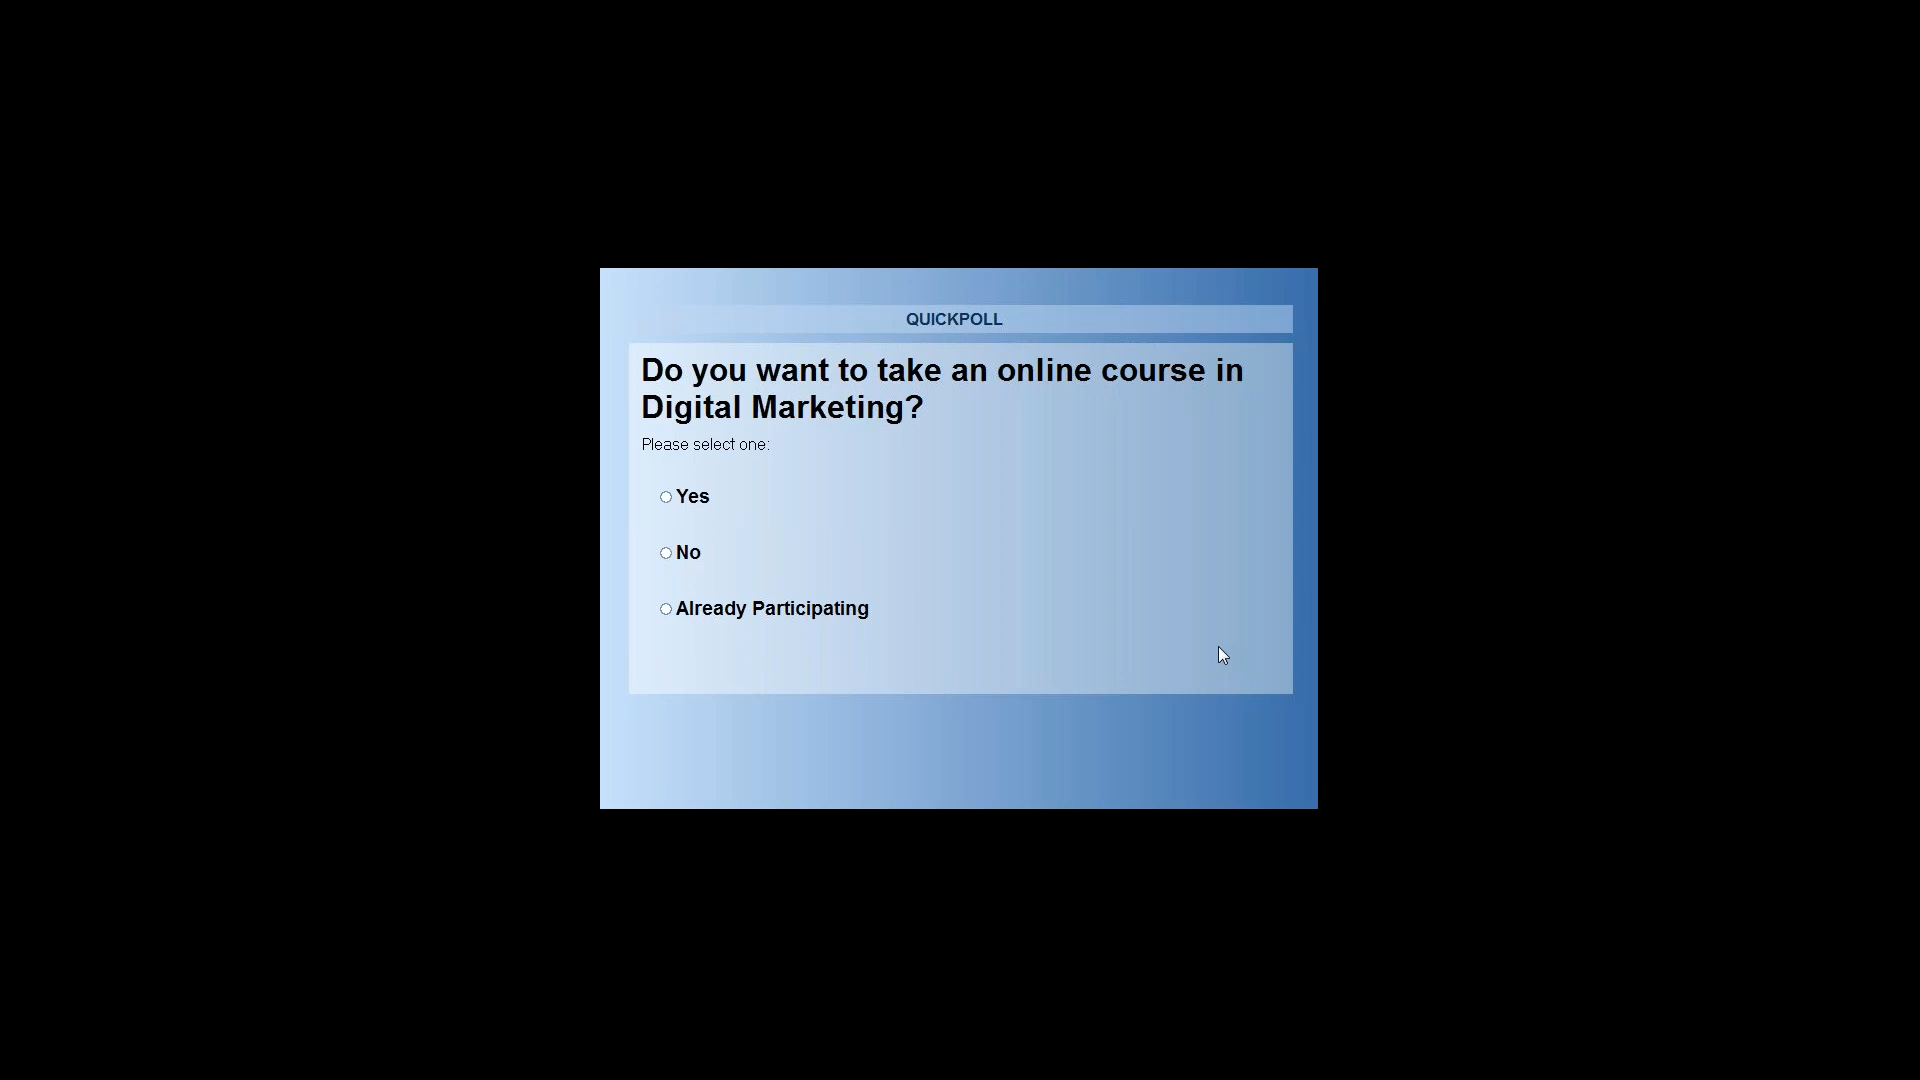 QUICKPOLL
Do you want to take an online course in
Digital Marketing?
Please select one:
Yes
No
Already Participating